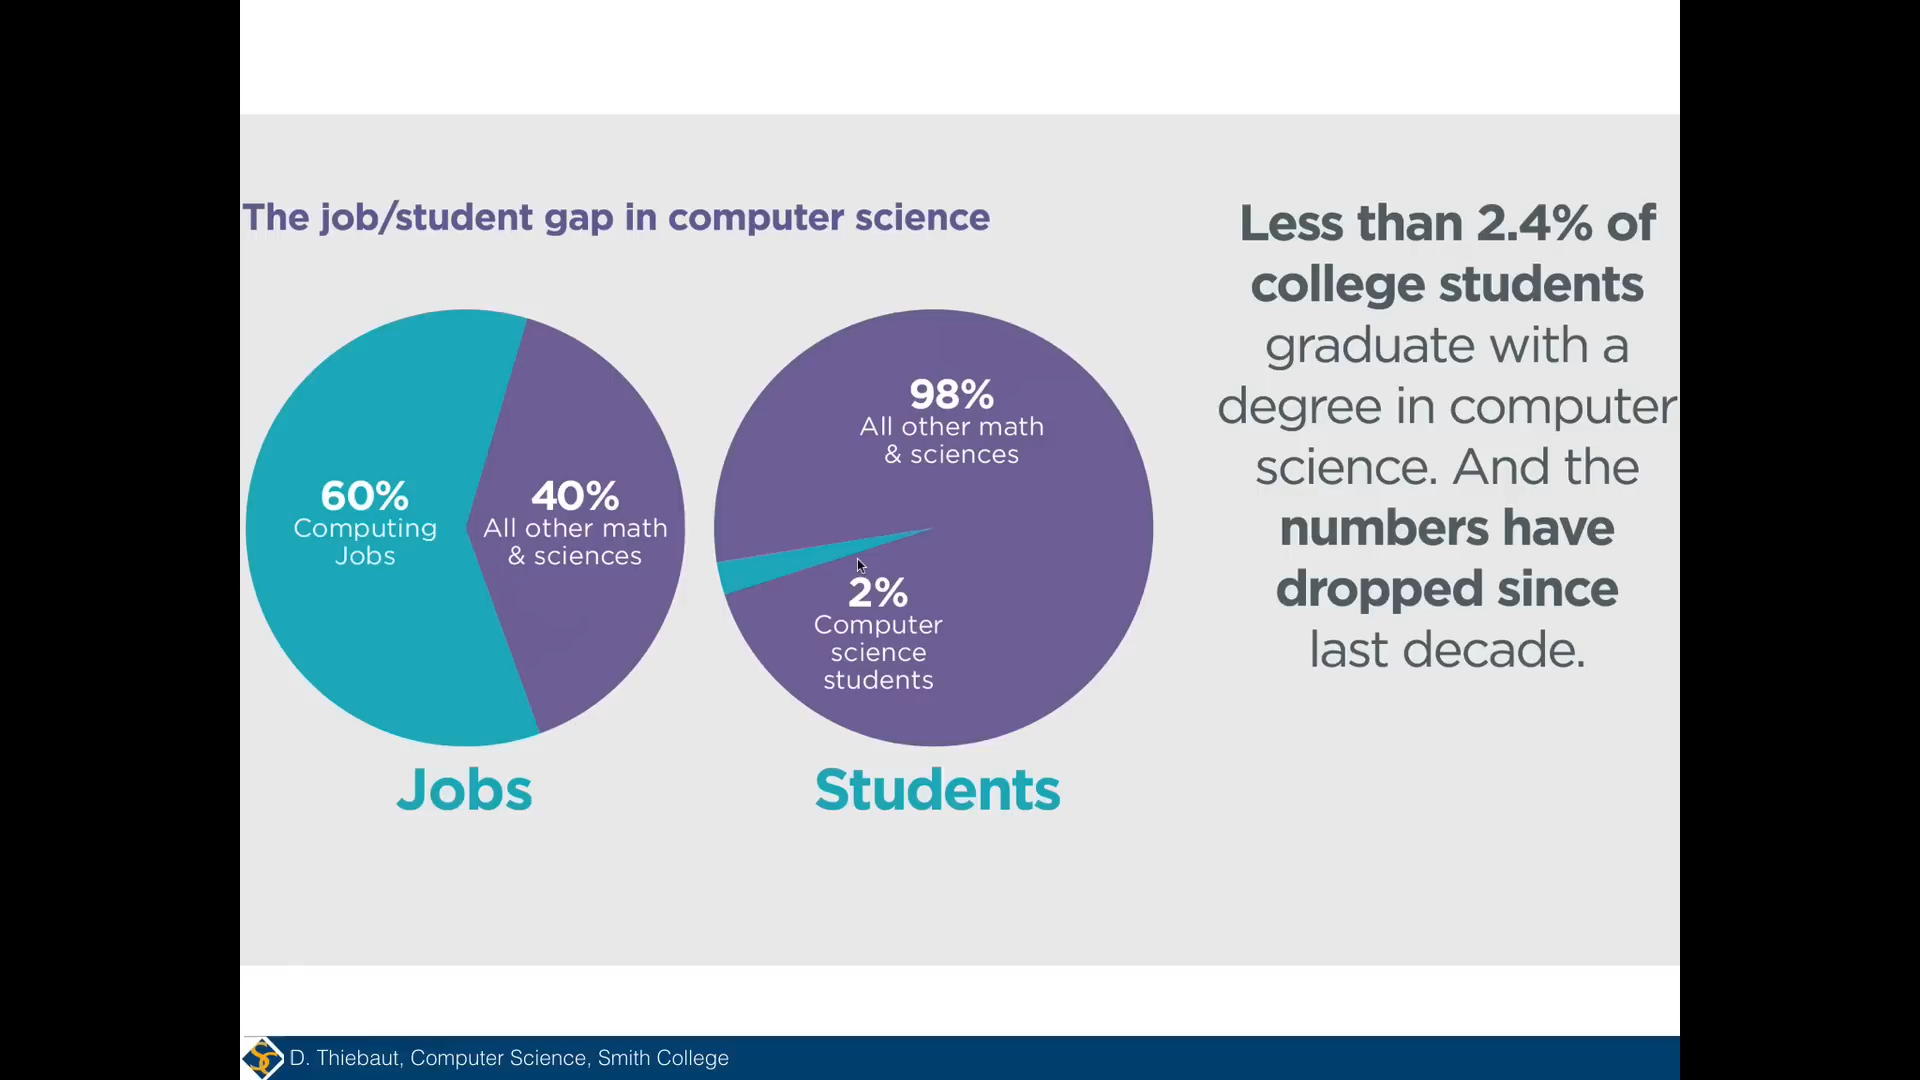 The job/student gap in computer science
60%
Computing
Jobs
40%
All other math
& sciences
Jobs
98%
All other math
& sciences
2%
Computer
science
students
Students
Less than 2.4% of
college students
graduate with a
degree in computer
science. And the
numbers have
dropped since
last decade.
D. Thiebaut, Computer Science, Smith College